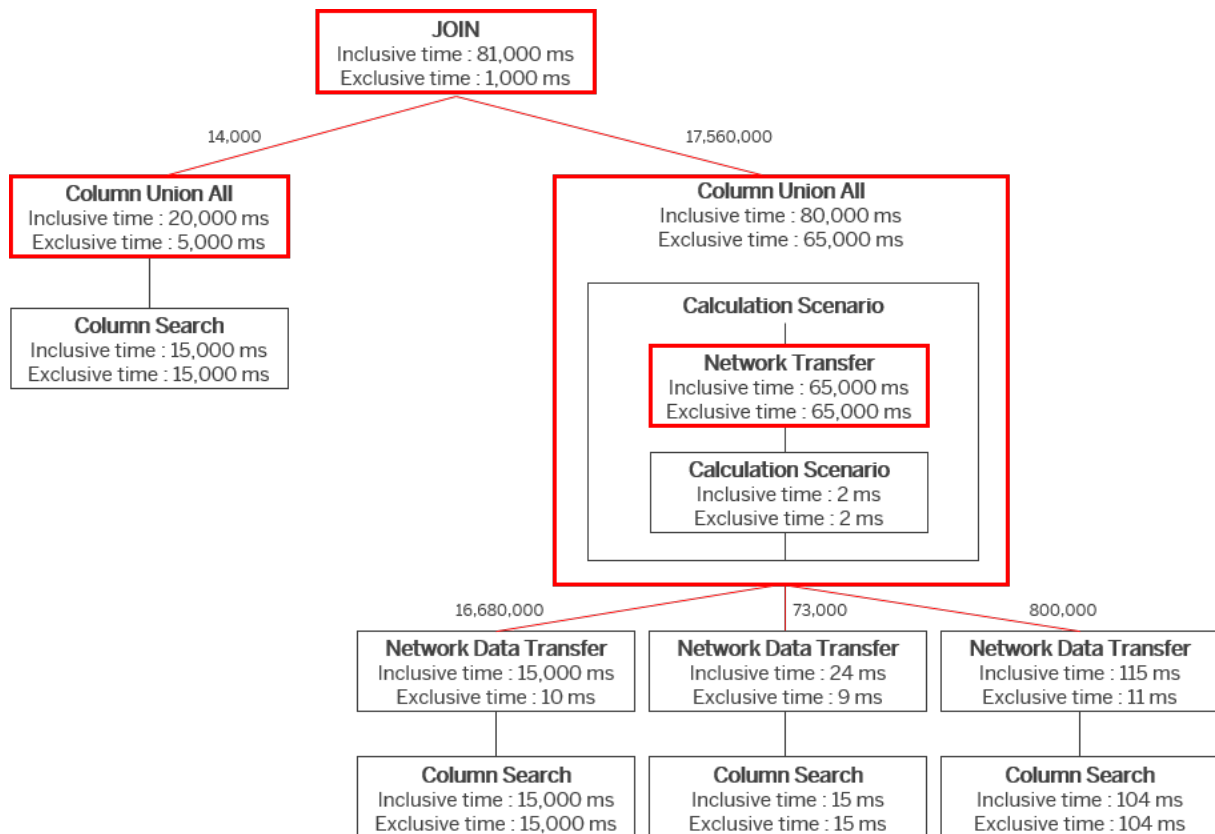 JOIN
Inclusive time : 81,000 ms
Exclusive time : 1,000 ms
14,000
17,560,000
Column Union All
Inclusive time : 20,000 ms
Exclusive time : 5,000 ms
Column Search
Inclusive time : 15,000 ms
Exclusive time : 15,000 ms
Column Union All
Inclusive time : 80,000 ms
Exclusive time : 65,000 ms
Calculation Scenario
Network Transfer
Inclusive time : 65,000 ms
Exclusive time : 65,000 ms
Calculation Scenario
Inclusive time : 2 ms
Exclusive time : 2 ms
16,680,000
73,000
800,000
Network Data Transfer
Inclusive time : 15,000 ms
Exclusive time : 10 ms
Network Data Transfer
Inclusive time : 24 ms
Exclusive time : 9 ms
Network Data Transfer
Inclusive time : 115 ms
Exclusive time : 11 ms
Column Search
Inclusive time : 15,000 ms
Exclusive time : 15,000 ms
Column Search
Inclusive time : 15 ms
Exclusive time : 15 ms
Column Search
Inclusive time : 104 ms
Exclusive time : 104 ms